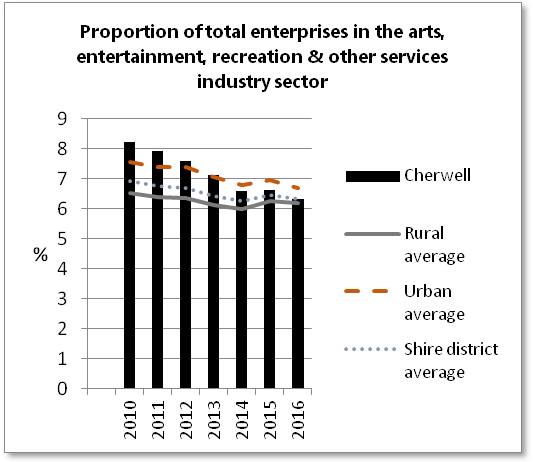 Proportion of total enterprises in the arts,
entertainment, recreation & other services
industry sector
9
8
7
6
5
4
3
2
1
0
%
2010
2011
2012
2013
2014
2015
2016
Cherwell
Rural
average
Urban
average
Shire district
average